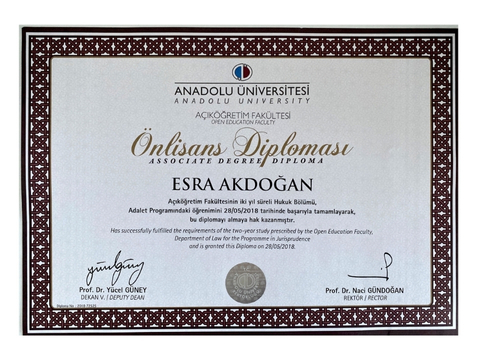 ANADOLU ÜNİVERSİTESİ
ANADOLU UNIVERSITY
AÇIKÖĞRETİM FAKÜLTESİ
OPEN EDUCATION FACULTY
Önlisans Diploması
ASSOCIATE DEGREE DIPLOMA
ESRA AKDOĞAN
Açıköğretim Fakültesinin iki yıl süreli Hukuk Bölümü,
Adalet Programındaki öğrenimini 28/05/2018 tarihinde başarıyla tamamlayarak,
bu diplomayı almaya hak kazanmıştır.
Has successfully fulfilled the requirements of the two-year study prescribed by the Open Education Faculty,
Department of Law for the Programme in Jurisprudence
and is granted this Diploma on 28/05/2018.
Prof. Dr. Yücel GÜNEY
DEKAN V. / DEPUTY DEAN
Prof. Dr. Naci GÜNDOĞAN
REKTÖR / RECTOR
Diploma No